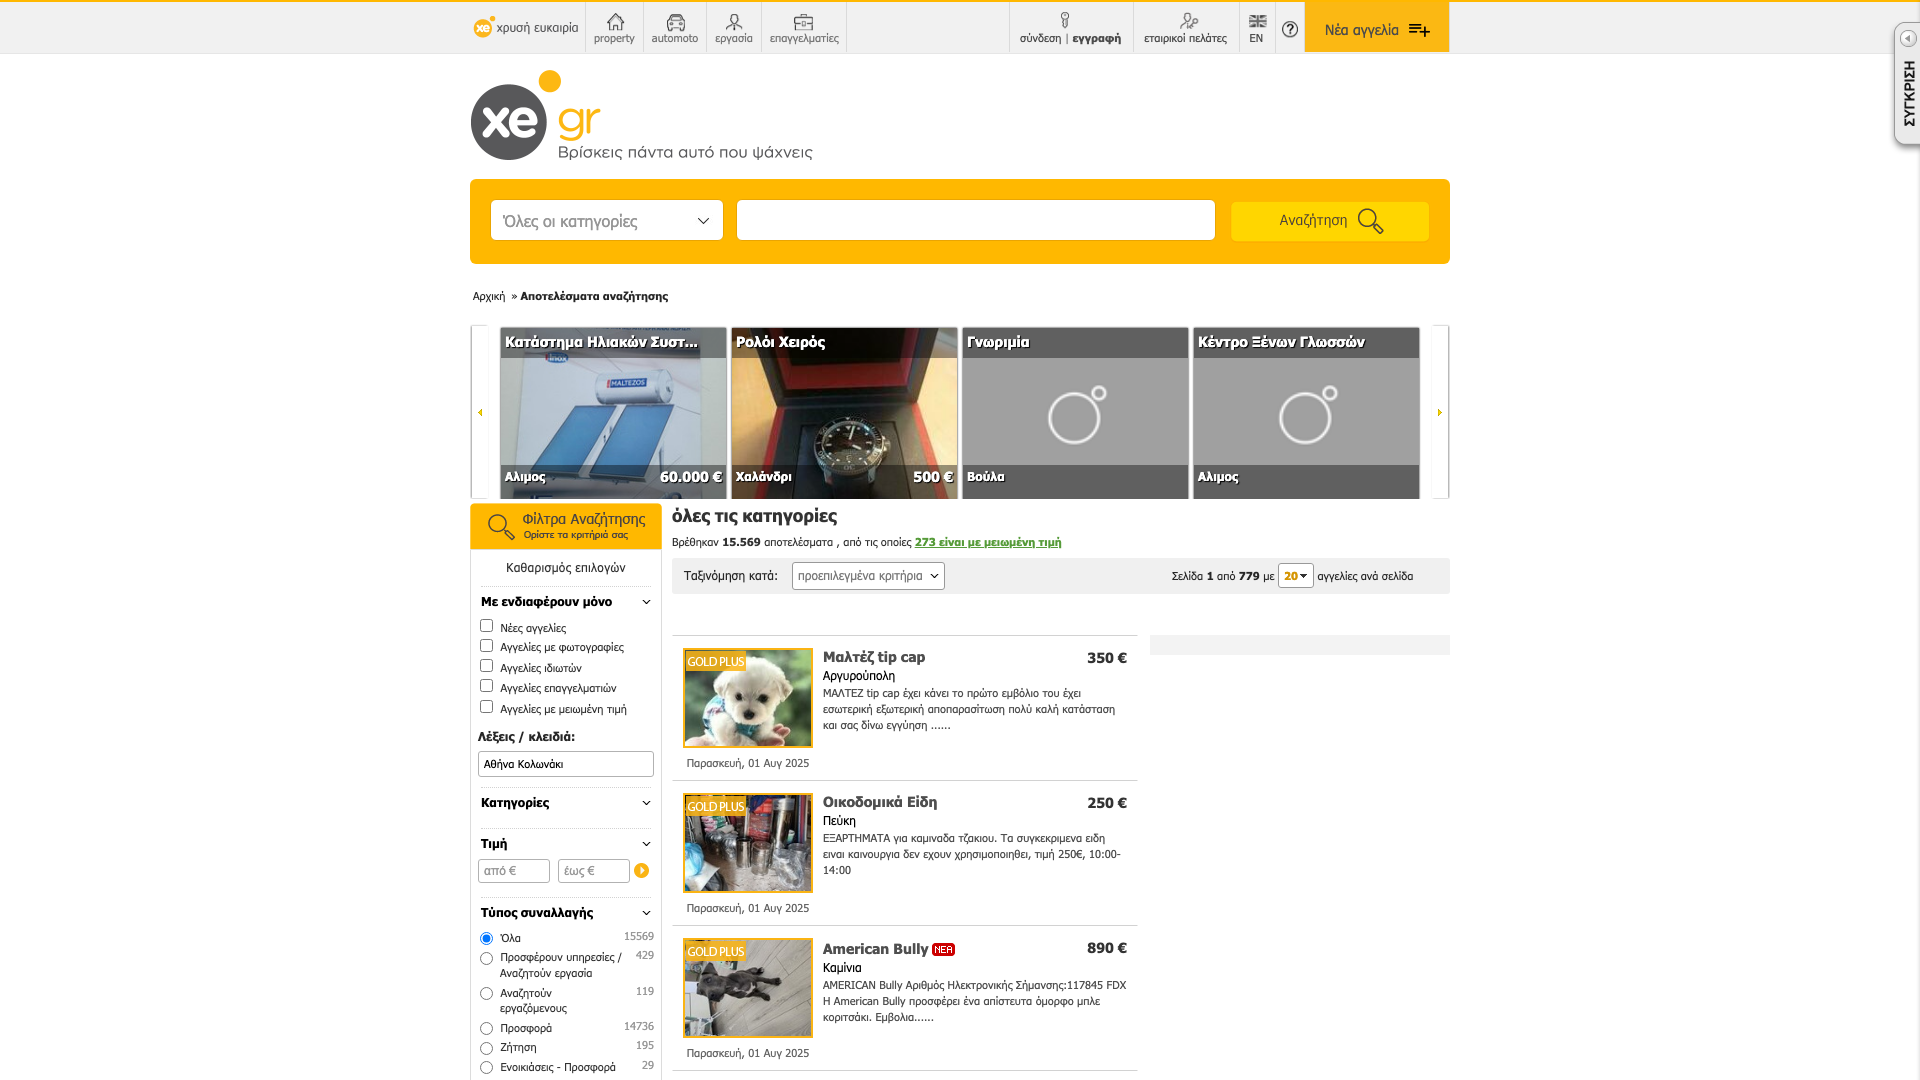 xe χρυσή ευκαιρία
property
automoto
εργασία
επαγγελματίες
σύνδεση | εγγραφή
εταιρικοί πελάτες
EN
?
Νέα αγγελία
ΣΥΓΚΡΙΣΗ
xe gr
Βρίσκεις πάντα αυτό που ψάχνεις
Όλες οι κατηγορίες
Αναζήτηση
Αρχική » Αποτελέσματα αναζήτησης
Κατάστημα Ηλιακών Συστ...
MALTEZOS
Άλιμος 60.000 €
Ρολόι Χειρός
Χαλάνδρι 500 €
Γνωριμία
Βούλα
Κέντρο Ξένων Γλωσσών
Άλιμος
Φίλτρα Αναζήτησης
Ορίστε τα κριτήριά σας
Καθαρισμός επιλογών
Με ενδιαφέρουν μόνο
Νέες αγγελίες
Αγγελίες με φωτογραφίες
Αγγελίες ιδιωτών
Αγγελίες επαγγελματιών
Αγγελίες με μειωμένη τιμή
Λέξεις / κλειδιά:
Αθήνα Κολωνάκι
Κατηγορίες
Τιμή
από €
έως €
Τύπος συναλλαγής
Όλα 15569
Προσφέρουν υπηρεσίες / 429
Αναζητούν εργασία
Αναζητούν 119
εργαζόμενους
Προσφορά 14736
Ζήτηση 195
Ενοικιάσεις - Προσφορά 29
όλες τις κατηγορίες
Βρέθηκαν 15.569 αποτελέσματα , από τις οποίες 273 είναι με μειωμένη τιμή
Ταξινόμηση κατά: προεπιλεγμένα κριτήρια
Σελίδα 1 από 779 με 20 αγγελίες ανά σελίδα
GOLD PLUS
Μαλτέζ tip cap 350 €
Αργυρούπολη
ΜΑΛΤΕΖ tip cap έχει κάνει το πρώτο εμβόλιο του έχει
εσωτερική εξωτερική αποπαρασίτωση πολύ καλή κατάσταση
και σας δίνω εγγύηση ......
Παρασκευή, 01 Αυγ 2025
GOLD PLUS
Οικοδομικά Είδη 250 €
Πεύκη
ΕΞΑΡΤΗΜΑΤΑ για καμιναδα τζακιου. Τα συγκεκριμενα ειδη
ειναι καινουργια δεν εχουν χρησιμοποιηθει, τιμή 250€, 10:00-
14:00
Παρασκευή, 01 Αυγ 2025
GOLD PLUS
American Bully ΝΕΑ 890 €
Καμίνια
AMERICAN Bully Αριθμός Ηλεκτρονικής Σήμανσης:117845 FDX
Η American Bully προσφέρει ένα απίστευτα όμορφο μπλε
κοριτσάκι. Εμβολια......
Παρασκευή, 01 Αυγ 2025